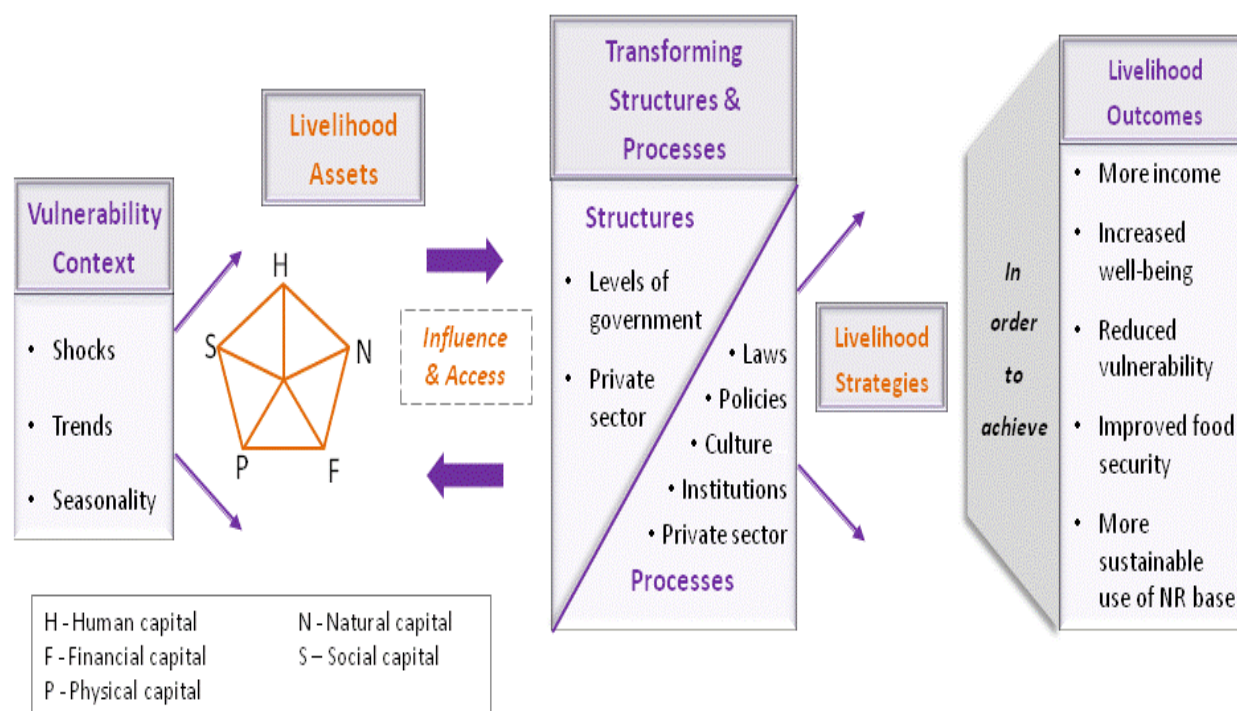 Vulnerability
Context
• Shocks
• Trends
• Seasonality
Livelihood
Assets
H
S
N
P
F
Influence
& Access
Transforming
Structures &
Processes
Structures
• Levels of
government
• Private
sector
• Laws
• Policies
• Culture
• Institutions
• Private sector
Processes
Livelihood
Strategies
In
order
to
achieve
Livelihood
Outcomes
• More income
• Increased
well-being
• Reduced
vulnerability
• Improved food
security
• More
sustainable
use of NR base
H - Human capital
F - Financial capital
P - Physical capital
N - Natural capital
S – Social capital